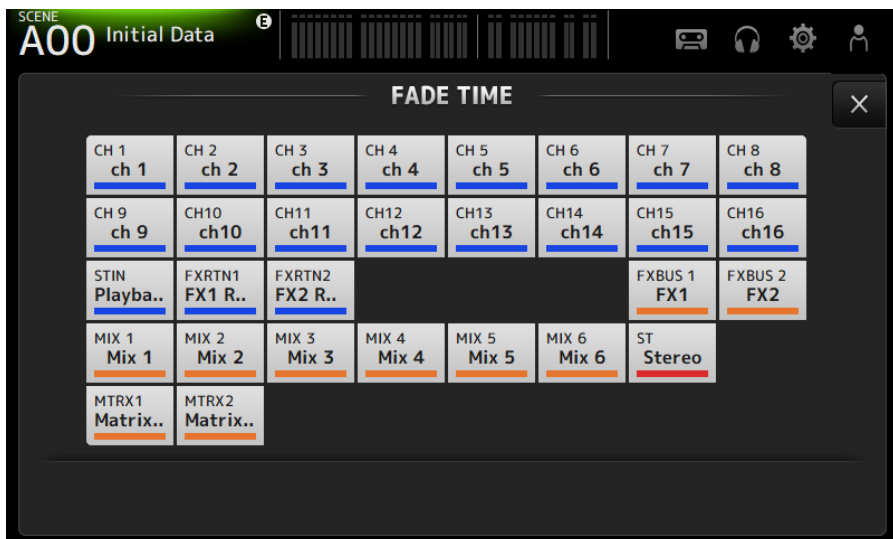 SCENE
A00 Initial Data E
FADE TIME
CH 1 CH 2 CH 3 CH 4 CH 5 CH 6 CH 7 CH 8
ch 1 ch 2 ch 3 ch 4 ch 5 ch 6 ch 7 ch 8
CH 9 CH10 CH11 CH12 CH13 CH14 CH15 CH16
ch 9 ch10 ch11 ch12 ch13 ch14 ch15 ch16
STIN FXRTN1 FXRTN2 FXBUS 1 FXBUS 2
Playba.. FX1 R.. FX2 R.. FX1 FX2
MIX 1 MIX 2 MIX 3 MIX 4 MIX 5 MIX 6 ST
Mix 1 Mix 2 Mix 3 Mix 4 Mix 5 Mix 6 Stereo
MTRX1 MTRX2
Matrix.. Matrix..